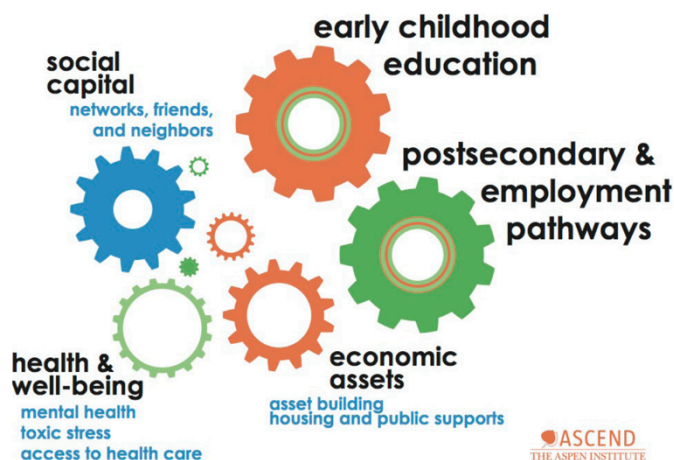 early childhood
education
social
capital
networks, friends,
and neighbors
postsecondary &
employment
pathways
health &
well-being
mental health
toxic stress
access to health care
economic
assets
asset building
housing and public supports
ASCEND
THE ASPEN INSTITUTE